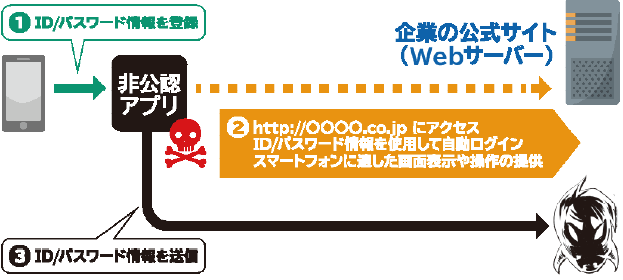 ❶ ID/パスワード情報を登録
企業の公式サイト
（Webサーバー）
非公認
アプリ
❷ http://〇〇〇〇.co.jp にアクセス
ID/パスワード情報を使用して自動ログイン
スマートフォンに適した画面表示や操作の提供
❸ ID/パスワード情報を送信